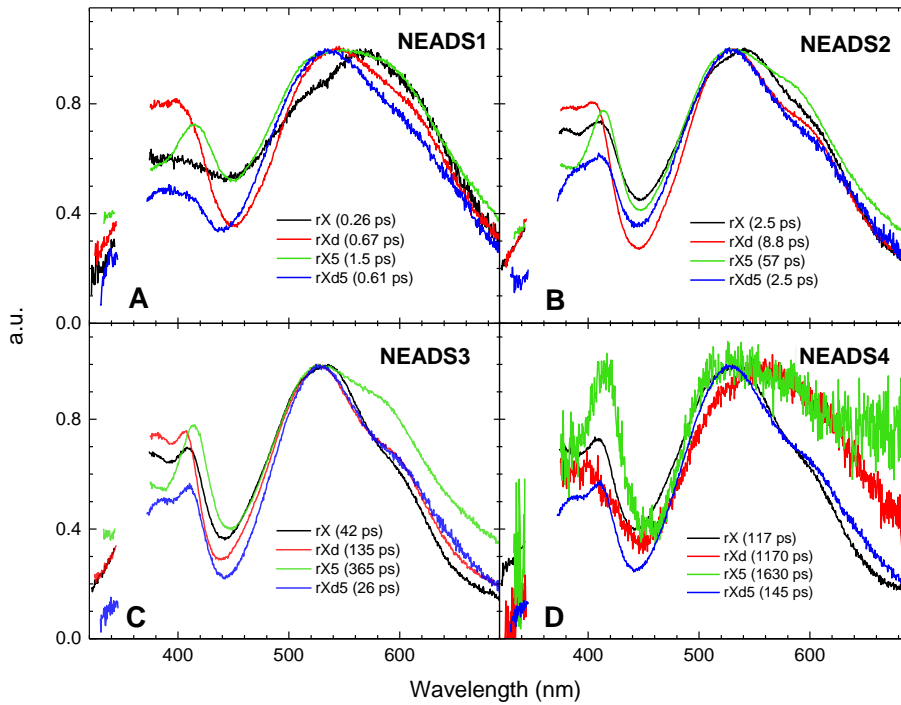 NEADS1
NEADS2
0.8
0.4
0.0
rX (0.26 ps)
rXd (0.67 ps)
rX5 (1.5 ps)
rXd5 (0.61 ps)
A
rX (2.5 ps)
rXd (8.8 ps)
rX5 (57 ps)
rXd5 (2.5 ps)
B
a.u.
NEADS3
NEADS4
0.8
0.4
0.0
rX (42 ps)
rXd (135 ps)
rX5 (365 ps)
rXd5 (26 ps)
C
rX (117 ps)
rXd (1170 ps)
rX5 (1630 ps)
rXd5 (145 ps)
D
400 500 600 400 500 600
Wavelength (nm)